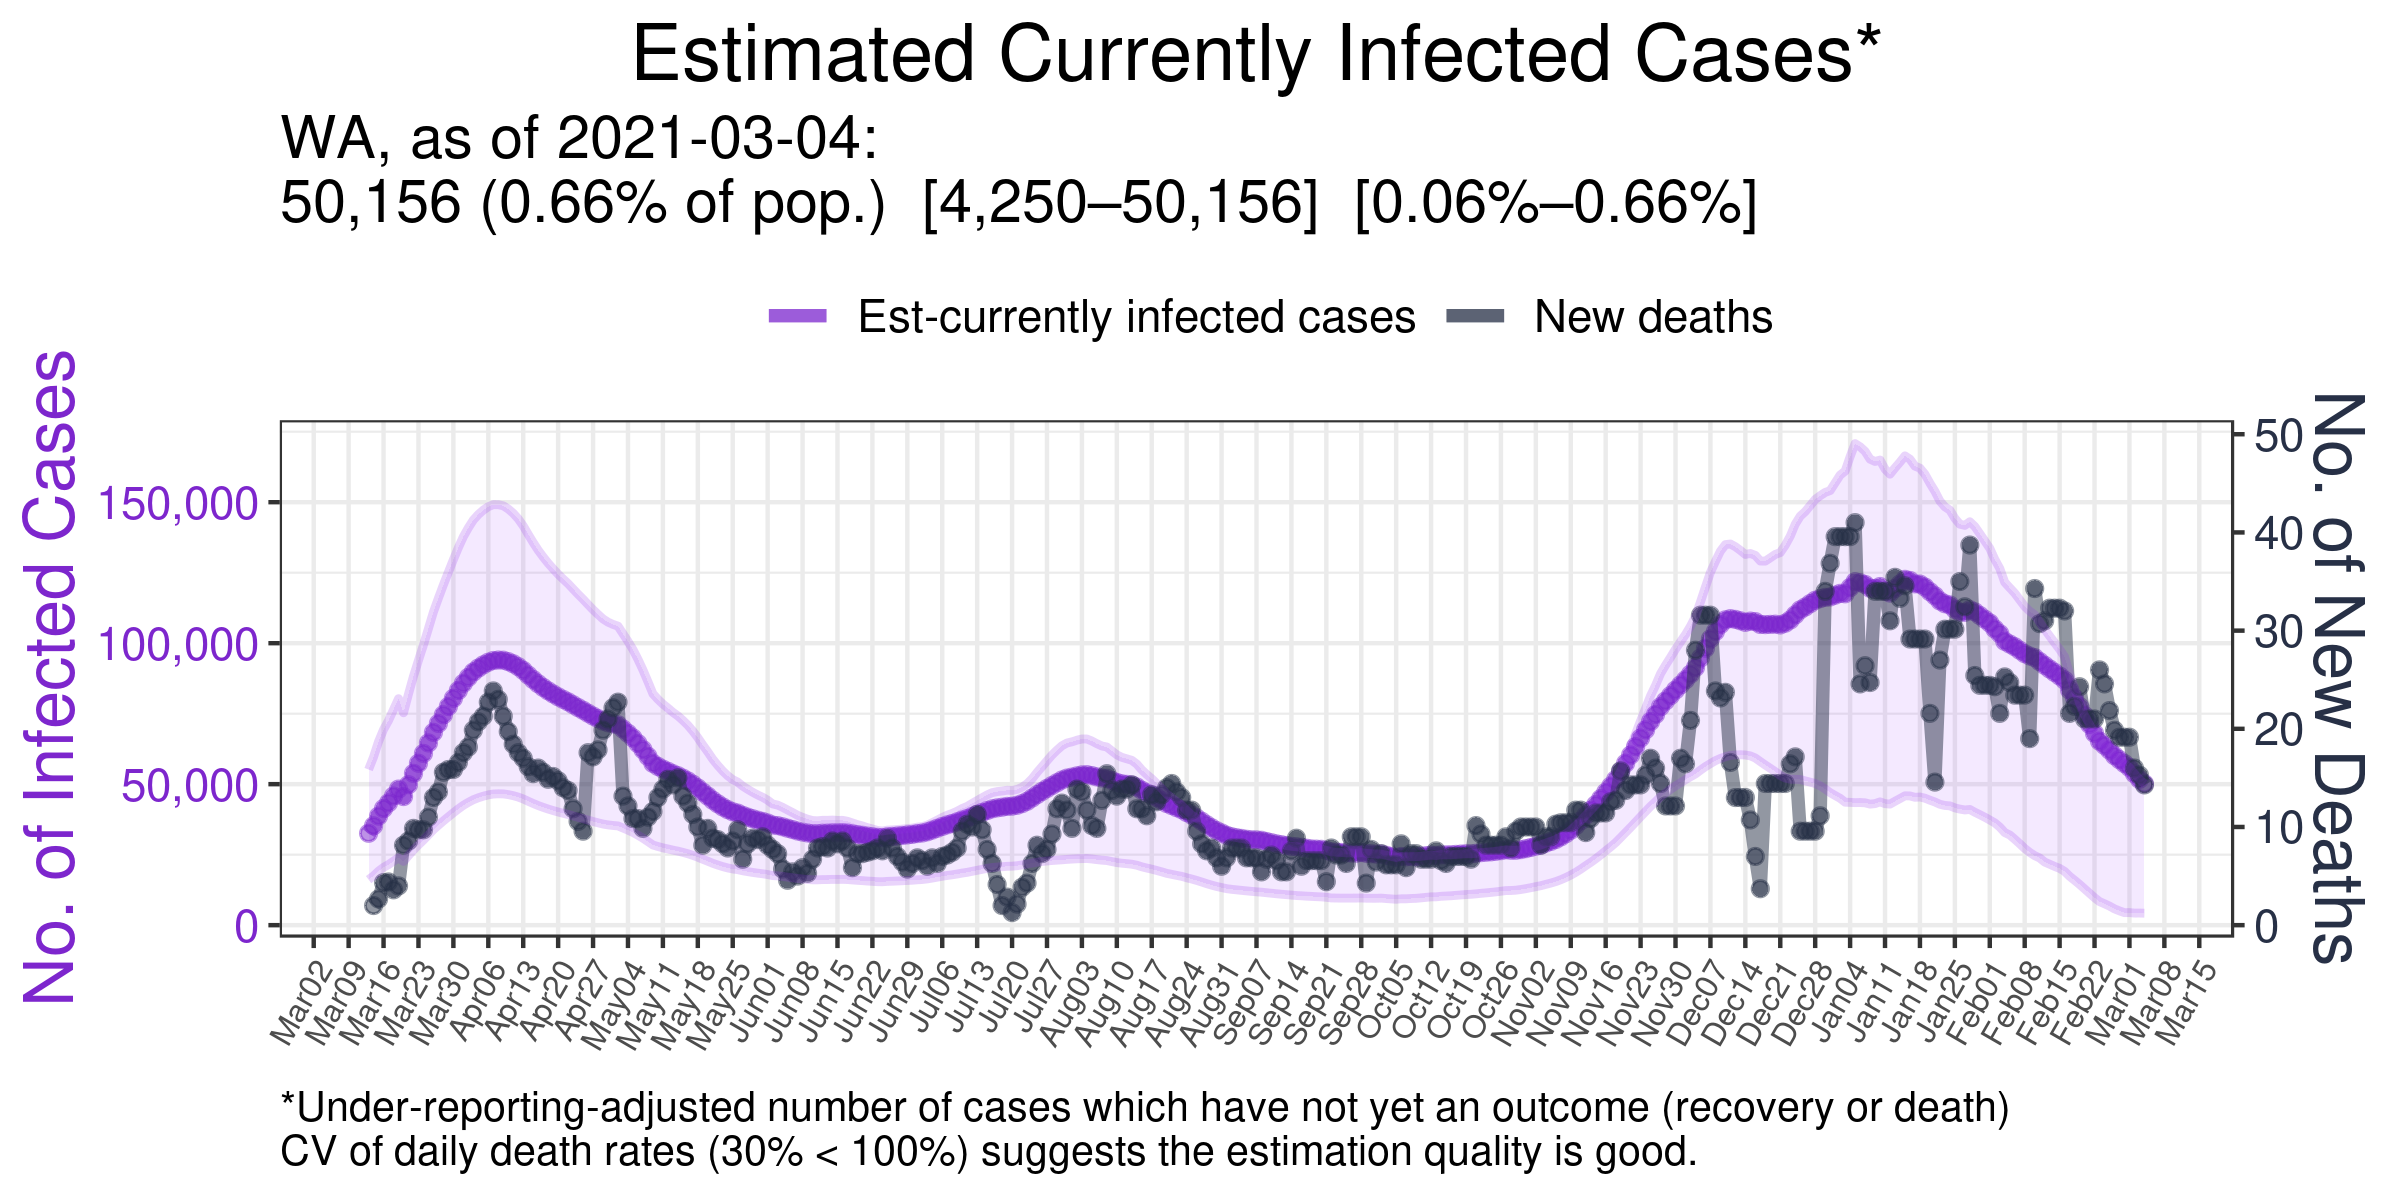 Estimated Currently Infected Cases*
WA, as of 2021-03-04:
50,156 (0.66% of pop.) [4,250–50,156] [0.06%–0.66%]
Est-currently infected cases New deaths
No. of Infected Cases
150,000
100,000
50,000
0
50
40
30
20
10
0
No. of New Deaths
Mar02 Mar09 Mar16 Mar23 Mar30 Apr06 Apr13 Apr20 Apr27 May04 May11 May18 May25 Jun01 Jun08 Jun15 Jun22 Jun29 Jul06 Jul13 Jul20 Jul27 Aug03 Aug10 Aug17 Aug24 Aug31 Sep07 Sep14 Sep21 Sep28 Oct05 Oct12 Oct19 Oct26 Nov02 Nov09 Nov16 Nov23 Nov30 Dec07 Dec14 Dec21 Dec28 Jan04 Jan11 Jan18 Jan25 Feb01 Feb08 Feb15 Feb22 Mar01 Mar08 Mar15
*Under-reporting-adjusted number of cases which have not yet an outcome (recovery or death)
CV of daily death rates (30% < 100%) suggests the estimation quality is good.